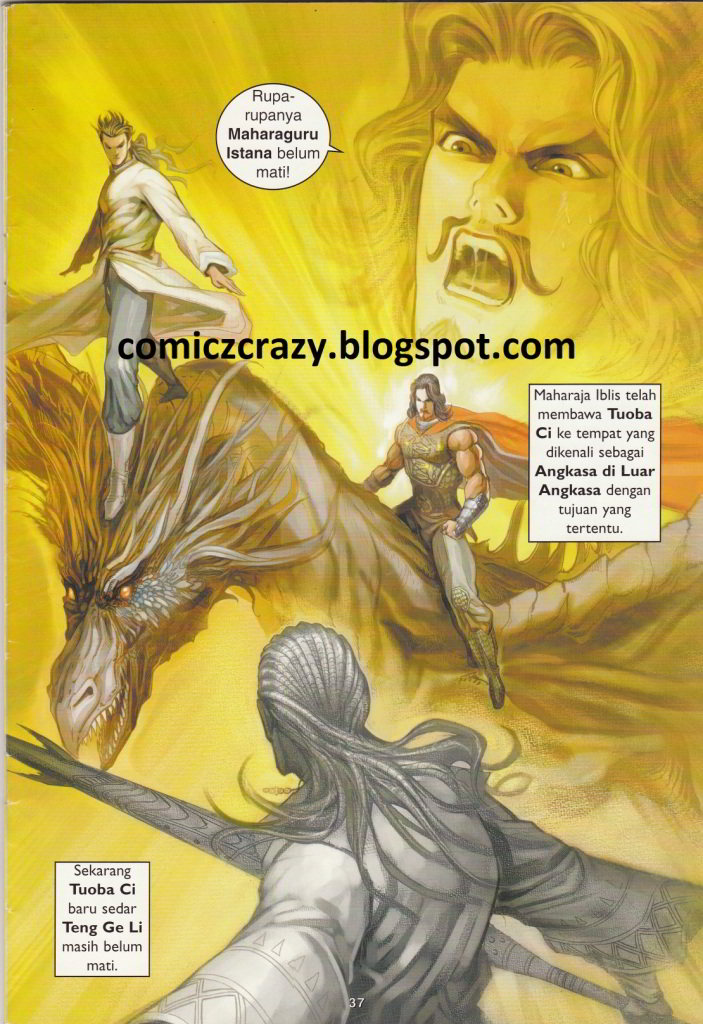 Rupa-
rupanya
Maharaguru
Istana belum
mati!
comiczcrazy.blogspot.com
Maharaja Iblis telah
membawa Tuoba
Ci ke tempat yang
dikenali sebagai
Angkasa di Luar
Angkasa dengan
tujuan yang
tertentu.
Sekarang
Tuoba Ci
baru sedar
Teng Ge Li
masih belum
mati.
37